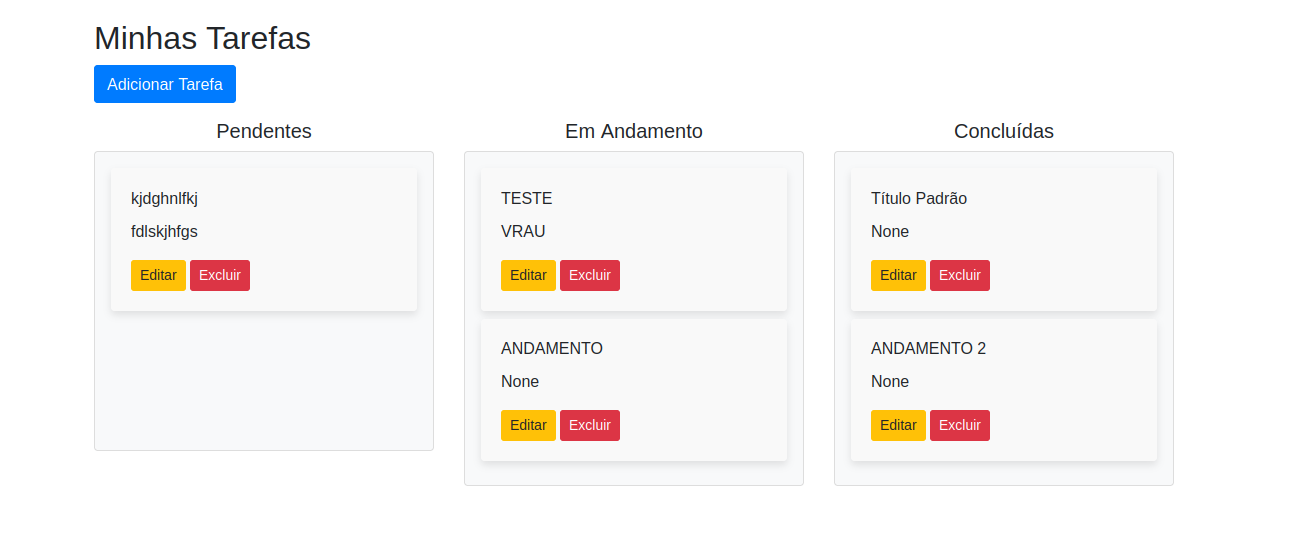 Minhas Tarefas
Adicionar Tarefa
Pendentes
kjdghnlfkj
fdlskjhfgs
Editar Excluir
Em Andamento
TESTE
VRAU
Editar Excluir
ANDAMENTO
None
Editar Excluir
Concluídas
Título Padrão
None
Editar Excluir
ANDAMENTO 2
None
Editar Excluir